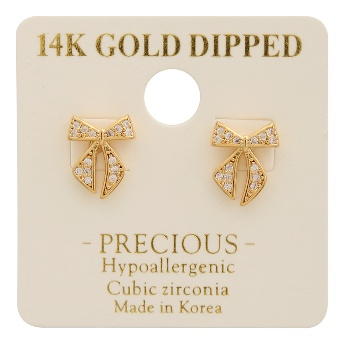 14K GOLD DIPPED
- PRECIOUS -
Hypoallergenic
Cubic zirconia
Made in Korea